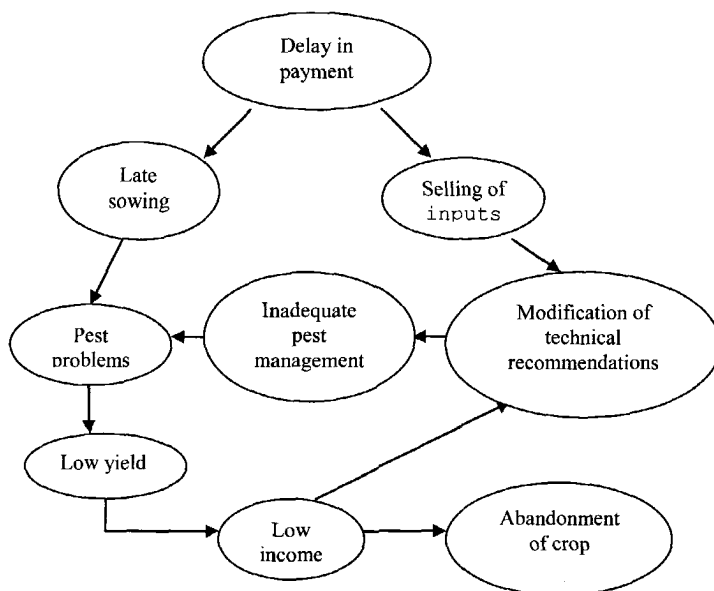 Delay in
payment
Late
sowing
Selling of
inputs
Inadequate
pest
management
Modification of
technical
recommendations
Pest
problems
Low yield
Low
income
Abandonment
of crop